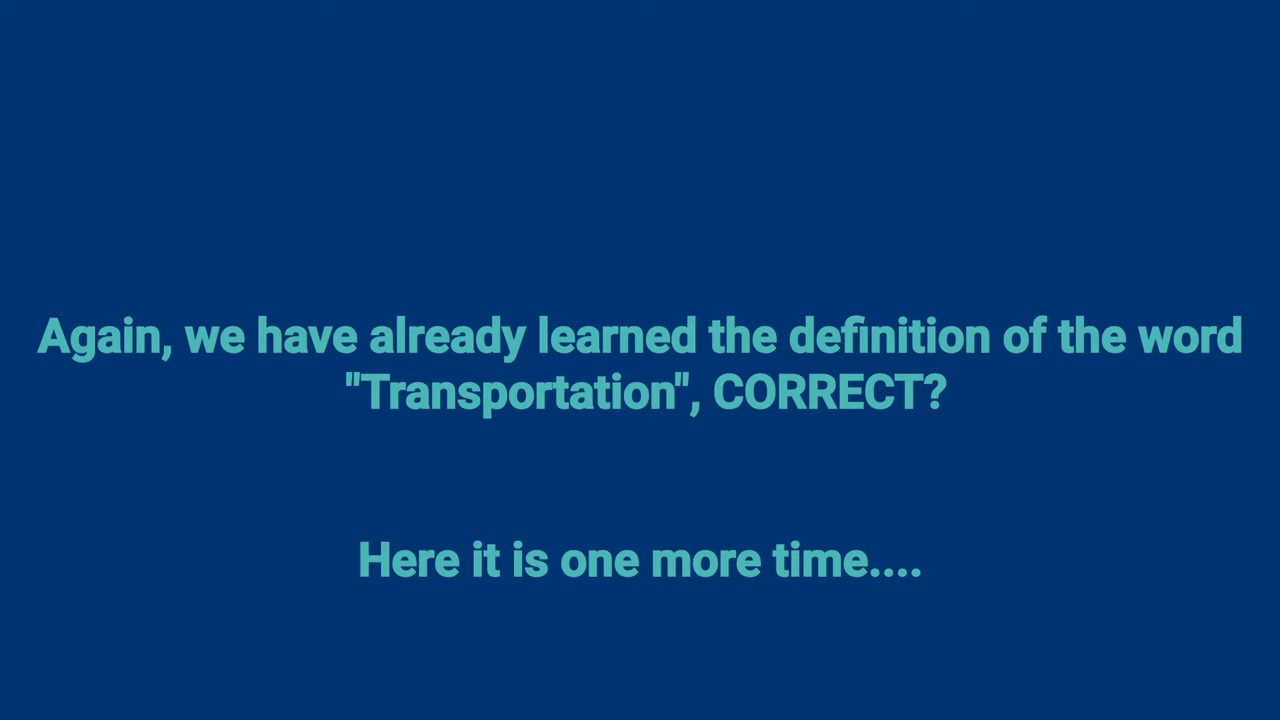 Again, we have already learned the definition of the word
"Transportation", CORRECT?
Here it is one more time....